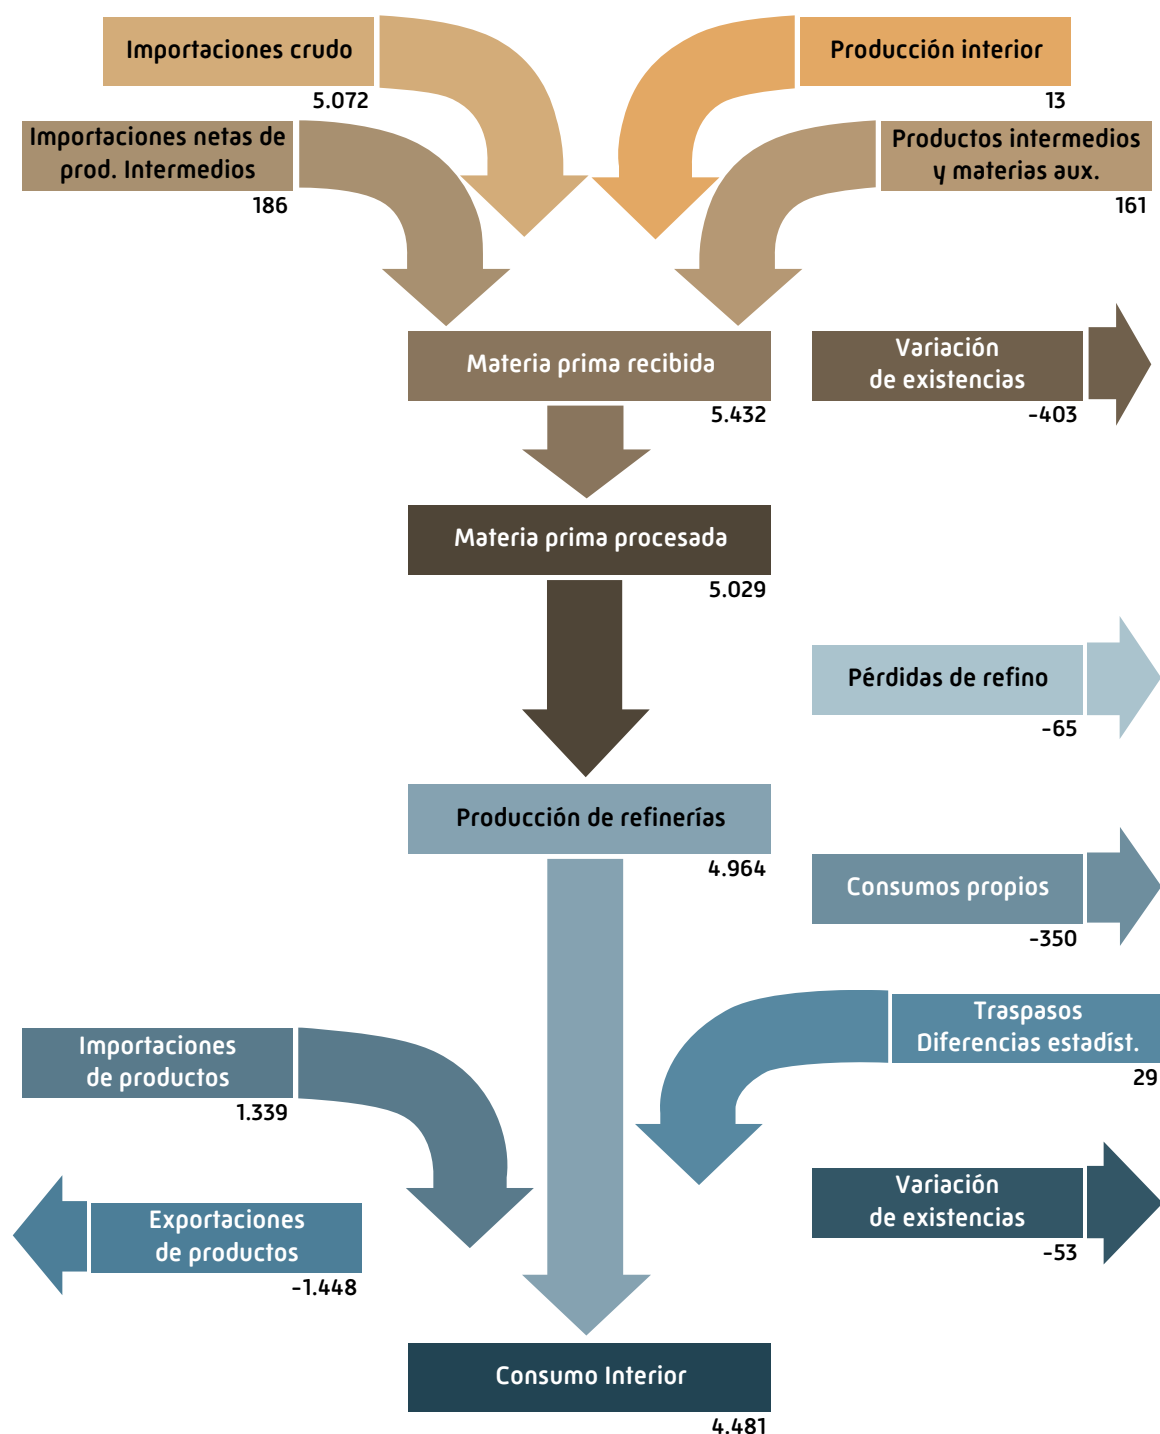 Importaciones crudo
5.072
Producción interior
13
Importaciones netas de
prod. Intermedios
186
Productos intermedios
y materias aux.
161
Materia prima recibida
5.432
Variación
de existencias
-403
Materia prima procesada
5.029
Pérdidas de refino
-65
Producción de refinerías
4.964
Consumos propios
-350
Traspasos
Diferencias estadíst.
29
Importaciones
de productos
1.339
Variación
de existencias
-53
Exportaciones
de productos
-1.448
Consumo Interior
4.481